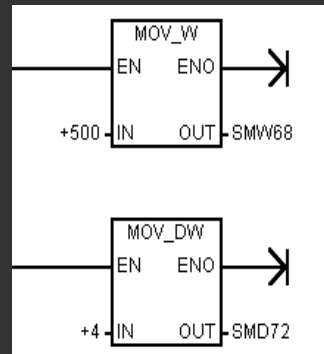 MOV_W
EN ENO
+500 IN OUT SMW68
MOV_DW
EN ENO
+4 IN OUT SMD72